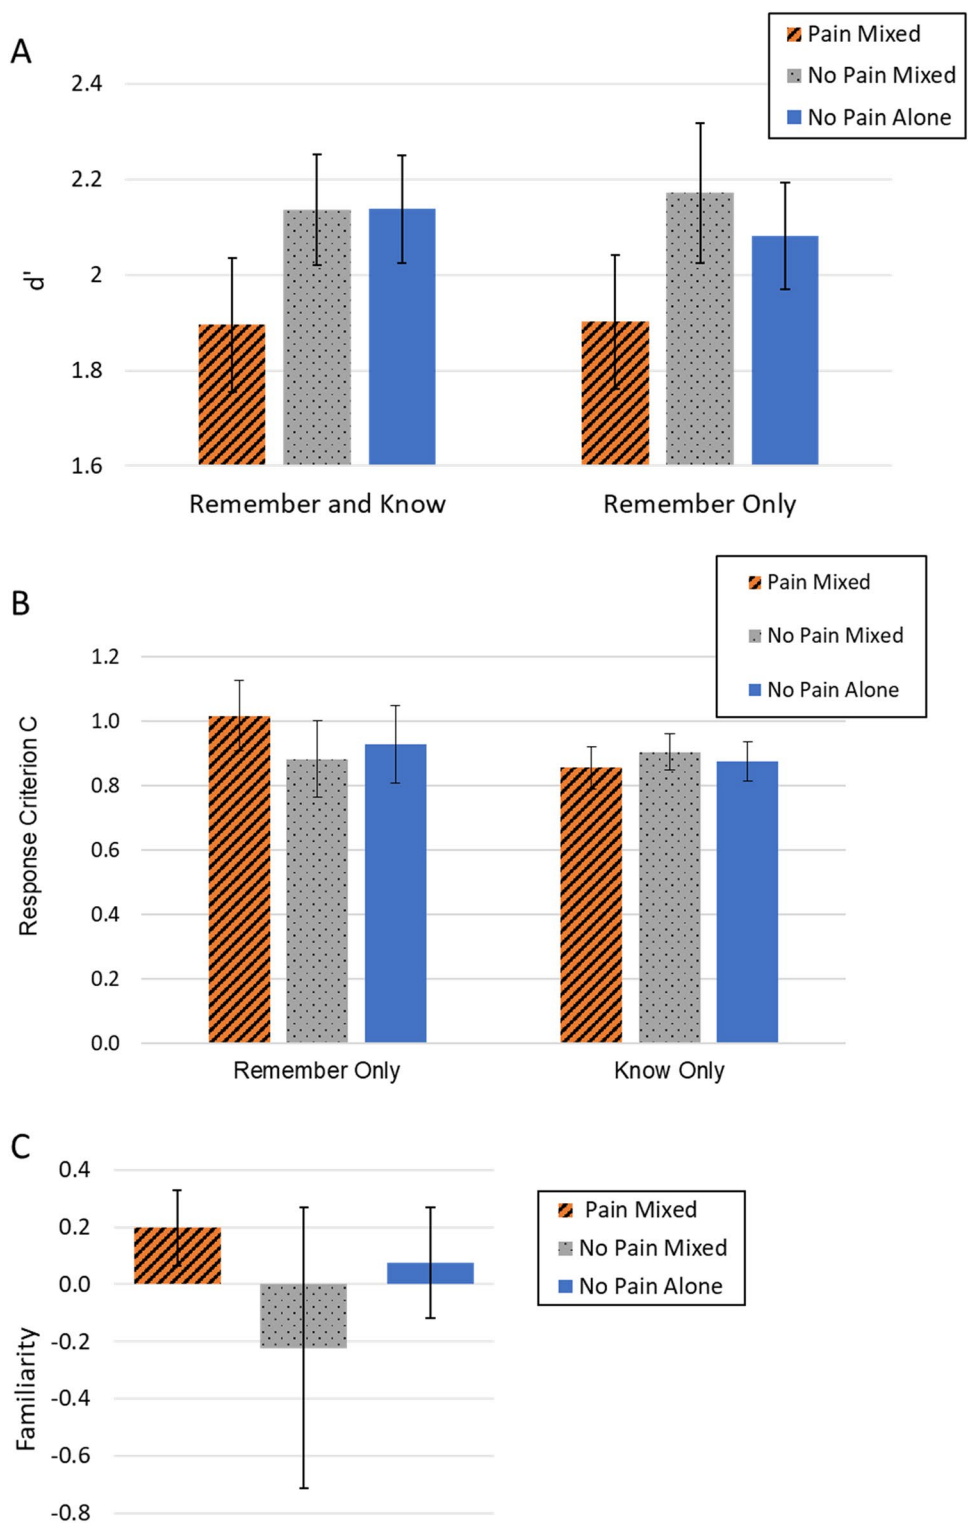 A
Pain Mixed
No Pain Mixed
No Pain Alone
2.4
2.2
2
1.8
1.6
d'
Remember and Know
Remember Only
B
Pain Mixed
No Pain Mixed
No Pain Alone
1.2
1.0
0.8
0.6
0.4
0.2
0.0
Response Criterion C
Remember Only
Know Only
C
0.4
0.2
0.0
-0.2
-0.4
-0.6
-0.8
Familiarity
Pain Mixed
No Pain Mixed
No Pain Alone